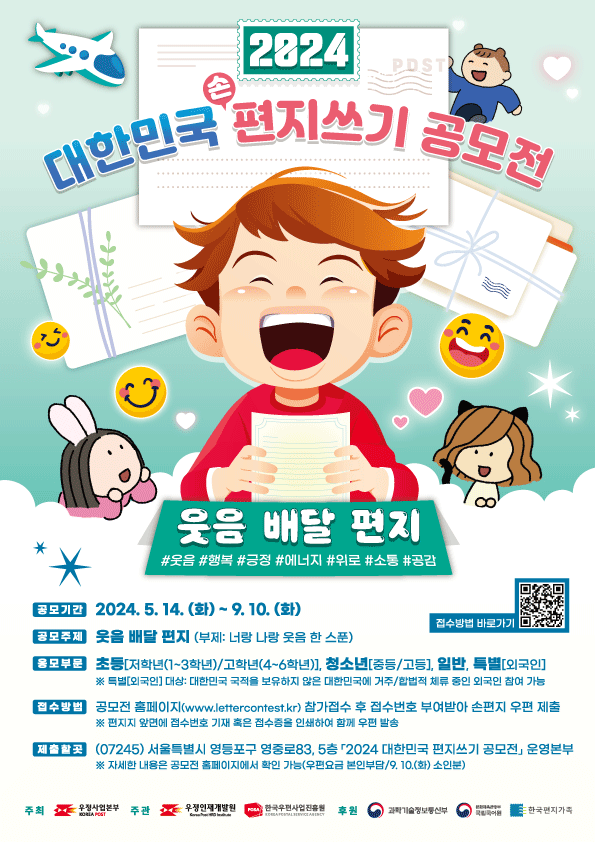 2024
POST
대한민국 손 편지쓰기 공모전
웃음 배달 편지
#웃음 #행복 #긍정 #에너지 #위로 #소통 #공감
공모기간 2024. 5. 14. (화) ~ 9. 10. (화)
접수방법 바로가기
공모주제 웃음 배달 편지 (부제: 너랑 나랑 웃음 한 스푼)
응모부문 초등[저학년(1~3학년)/고학년(4~6학년)], 청소년[중등/고등], 일반, 특별[외국인]
※ 특별[외국인] 대상: 대한민국 국적을 보유하지 않은 대한민국에 거주/합법적 체류 중인 외국인 참여 가능
접수방법 공모전 홈페이지(www.lettercontest.kr) 참가접수 후 접수번호 부여받아 손편지 우편 제출
※ 편지지 앞면에 접수번호 기재 혹은 접수증을 인쇄하여 함께 우편 발송
제출할곳 (07245) 서울특별시 영등포구 영중로83, 5층 「2024 대한민국 편지쓰기 공모전」 운영본부
※ 자세한 내용은 공모전 홈페이지에서 확인 가능(우편요금 본인부담/9. 10.(화) 소인분)
주최 우정사업본부 KOREA POST 주관 우정인재개발원 Korea Post HRD Institute POSA 한국우편사업진흥원 KOREA POSTAL SERVICE AGENCY 후원 과학기술정보통신부 문화체육관광부 국립국어원 한국편지가족